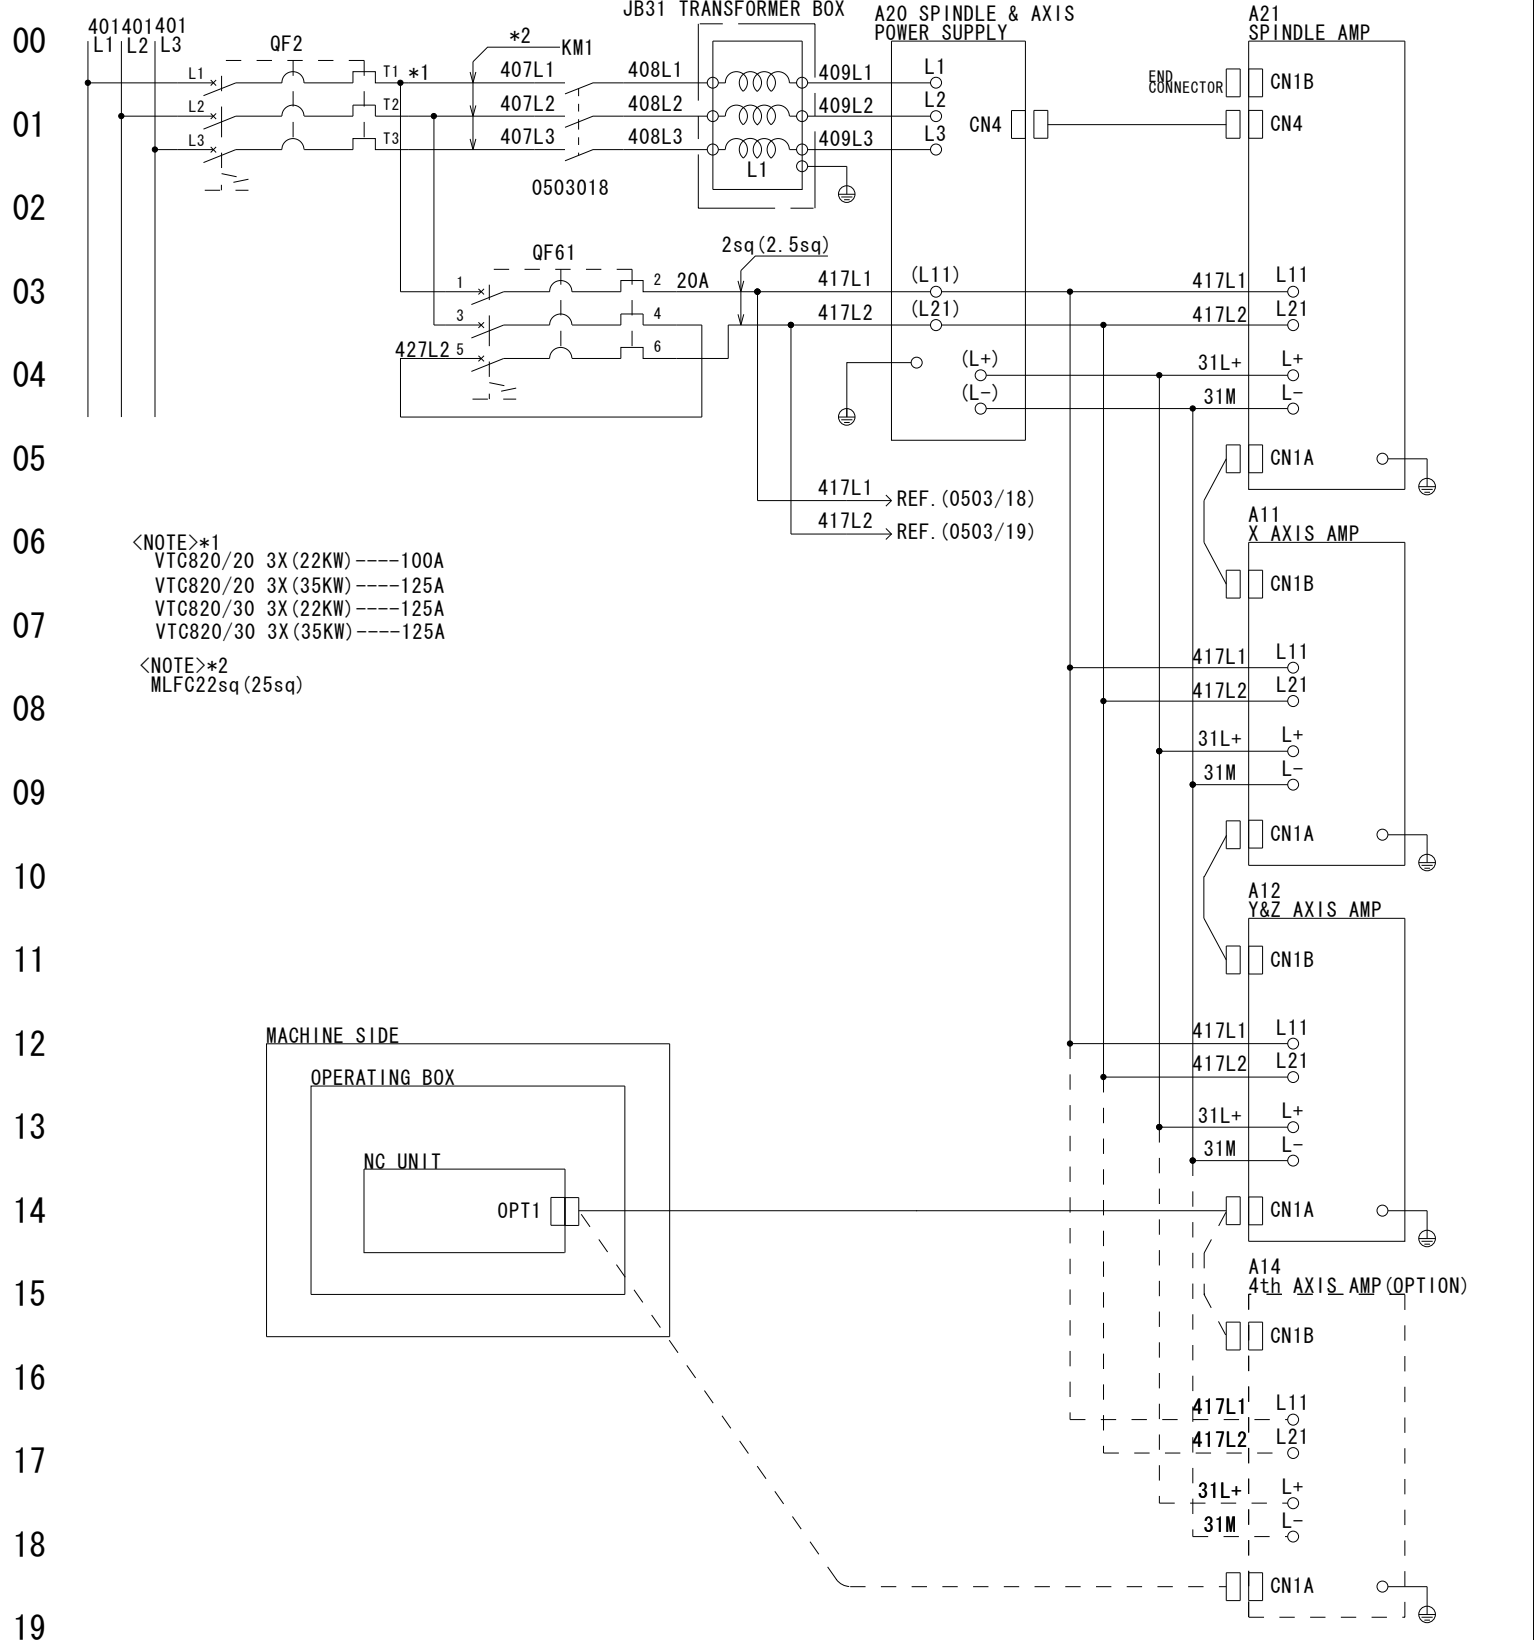 JB31 TRANSFORMER BOX
A20 SPINDLE & AXIS
POWER SUPPLY
A21
SPINDLE AMP
00
401 401 401
L1 L2 L3
QF2
*2
KM1
L1
T1
*1
407L1
408L1
409L1
L1
END
CONNECTOR
CN1B
L2
T2
407L2
408L2
409L2
L2
01
CN4
CN4
L3
T3
407L3
408L3
409L3
L3
L1
0503018
02
QF61
2sq(2.5sq)
03
1
2
20A
417L1
(L11)
417L1
L11
3
4
417L2
(L21)
417L2
L21
427L2
5
6
04
(L+)
31L+
L+
(L-)
31M
L-
05
CN1A
417L1
REF.(0503/18)
417L2
REF.(0503/19)
A11
X AXIS AMP
06
<NOTE>*1
VTC820/20 3X(22KW)----100A
VTC820/20 3X(35KW)----125A
VTC820/30 3X(22KW)----125A
VTC820/30 3X(35KW)----125A
<NOTE>*2
MLFC22sq(25sq)
CN1B
07
417L1
L11
08
417L2
L21
31L+
L+
09
31M
L-
CN1A
10
A12
Y&Z AXIS AMP
11
CN1B
12
MACHINE SIDE
417L1
L11
OPERATING BOX
417L2
L21
13
31L+
L+
NC UNIT
31M
L-
14
OPT1
CN1A
A14
4th AXIS AMP(OPTION)
15
CN1B
16
417L1
L11
17
417L2
L21
31L+
L+
18
31M
L-
CN1A
19